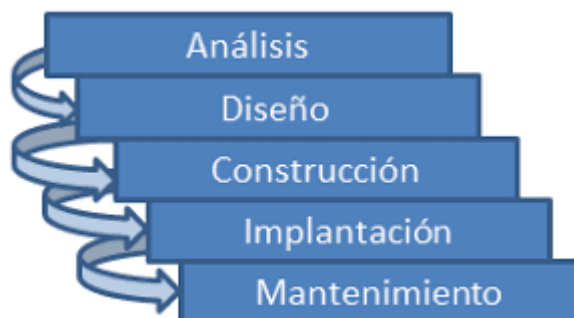 Análisis
Diseño
Construcción
Implantación
Mantenimiento